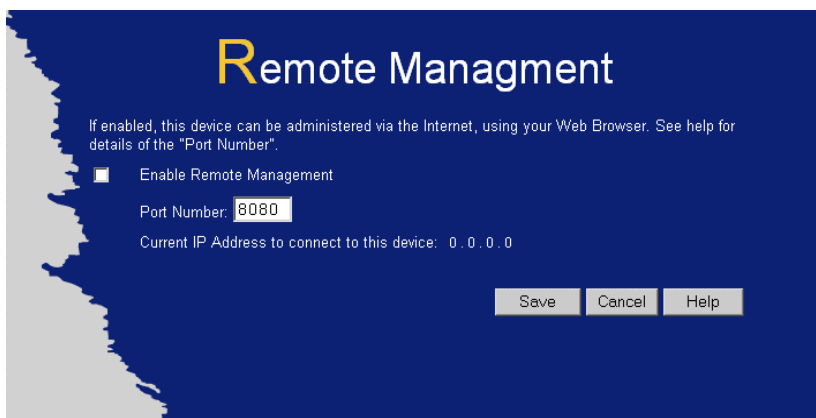 Remote Managment
If enabled, this device can be administered via the Internet, using your Web Browser. See help for
details of the "Port Number".
Enable Remote Management
Port Number: 8080
Current IP Address to connect to this device: 0 . 0 . 0 . 0
Save Cancel Help